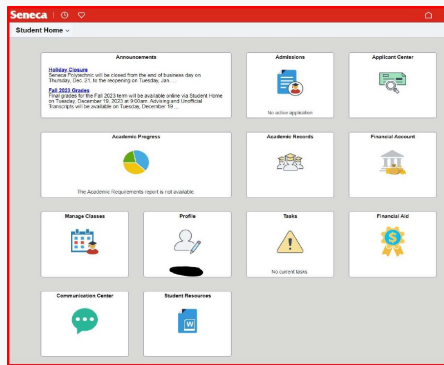 Seneca
Student Home
Announcements
Holiday Closure
Seneca Polytechnic will be closed from the end of business day on
Thursday, Dec. 21, to the reopening on Tuesday, Jan ...
Fall 2023 Grades
Final grades for the Fall 2023 term will be available online via Student Home
on Tuesday, December 19, 2023 at 9:00am. Advising and Unofficial
Transcripts will be available on Tuesday, December 19 ...
Admissions
No active application
Applicant Center
Academic Progress
The Academic Requirements report is not available.
Academic Records
Financial Account
Manage Classes
Profile
Tasks
No current tasks
Financial Aid
Communication Center
Student Resources
W